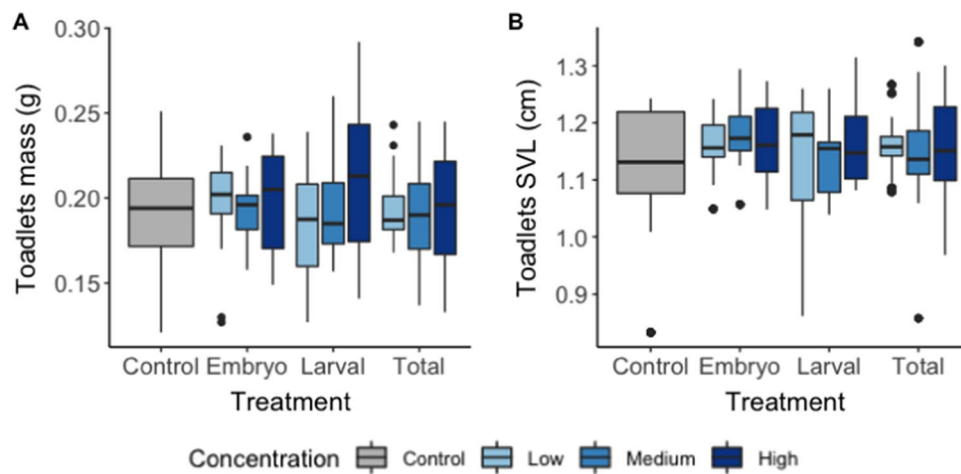 A
Toadlets mass (g)
0.30
0.25
0.20
0.15
Control Embryo Larval Total
Treatment
B
Toadlets SVL (cm)
1.3
1.2
1.1
1.0
0.9
Control Embryo Larval Total
Treatment
Concentration Control Low Medium High